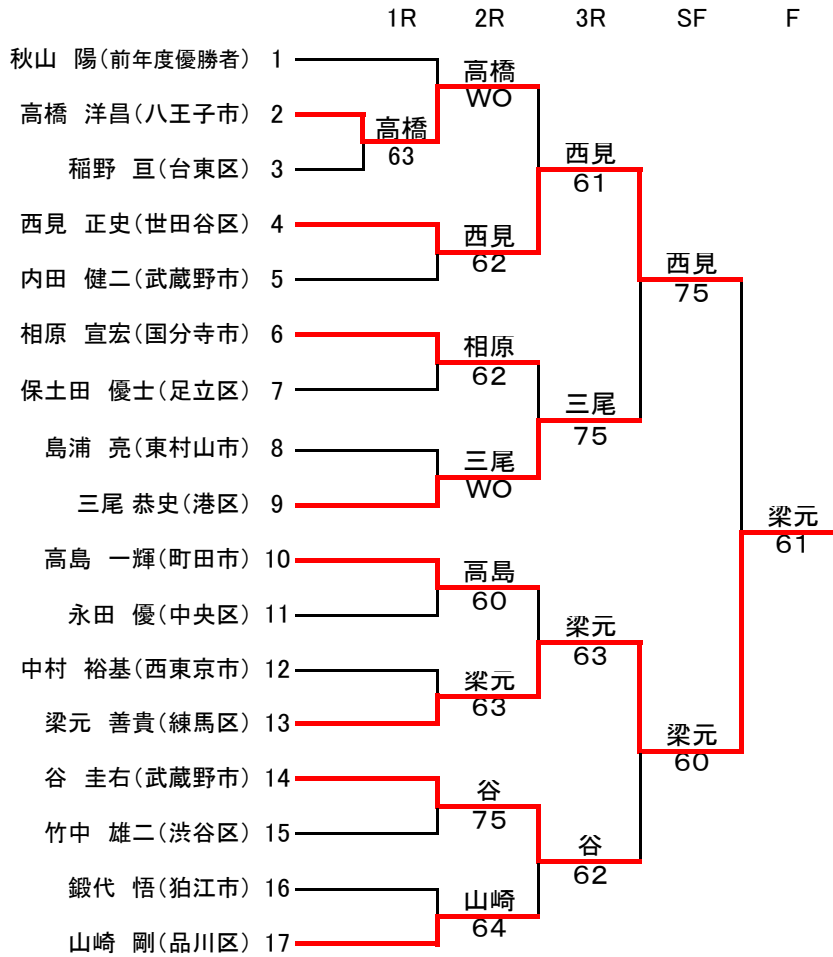 1R 2R 3R SF F
秋山 陽(前年度優勝者) 1
高橋
WO
高橋 洋昌(八王子市) 2
高橋
63
稲野 亘(台東区) 3
西見
61
西見 正史(世田谷区) 4
西見
62
内田 健二(武蔵野市) 5
西見
75
相原 宣宏(国分寺市) 6
相原
62
保土田 優士(足立区) 7
三尾
75
島浦 亮(東村山市) 8
三尾
WO
三尾 恭史(港区) 9
梁元
61
高島 一輝(町田市) 10
高島
60
永田 優(中央区) 11
梁元
63
中村 裕基(西東京市) 12
梁元
63
梁元 善貴(練馬区) 13
梁元
60
谷 圭右(武蔵野市) 14
谷
75
竹中 雄二(渋谷区) 15
谷
62
鍛代 悟(狛江市) 16
山崎
64
山崎 剛(品川区) 17